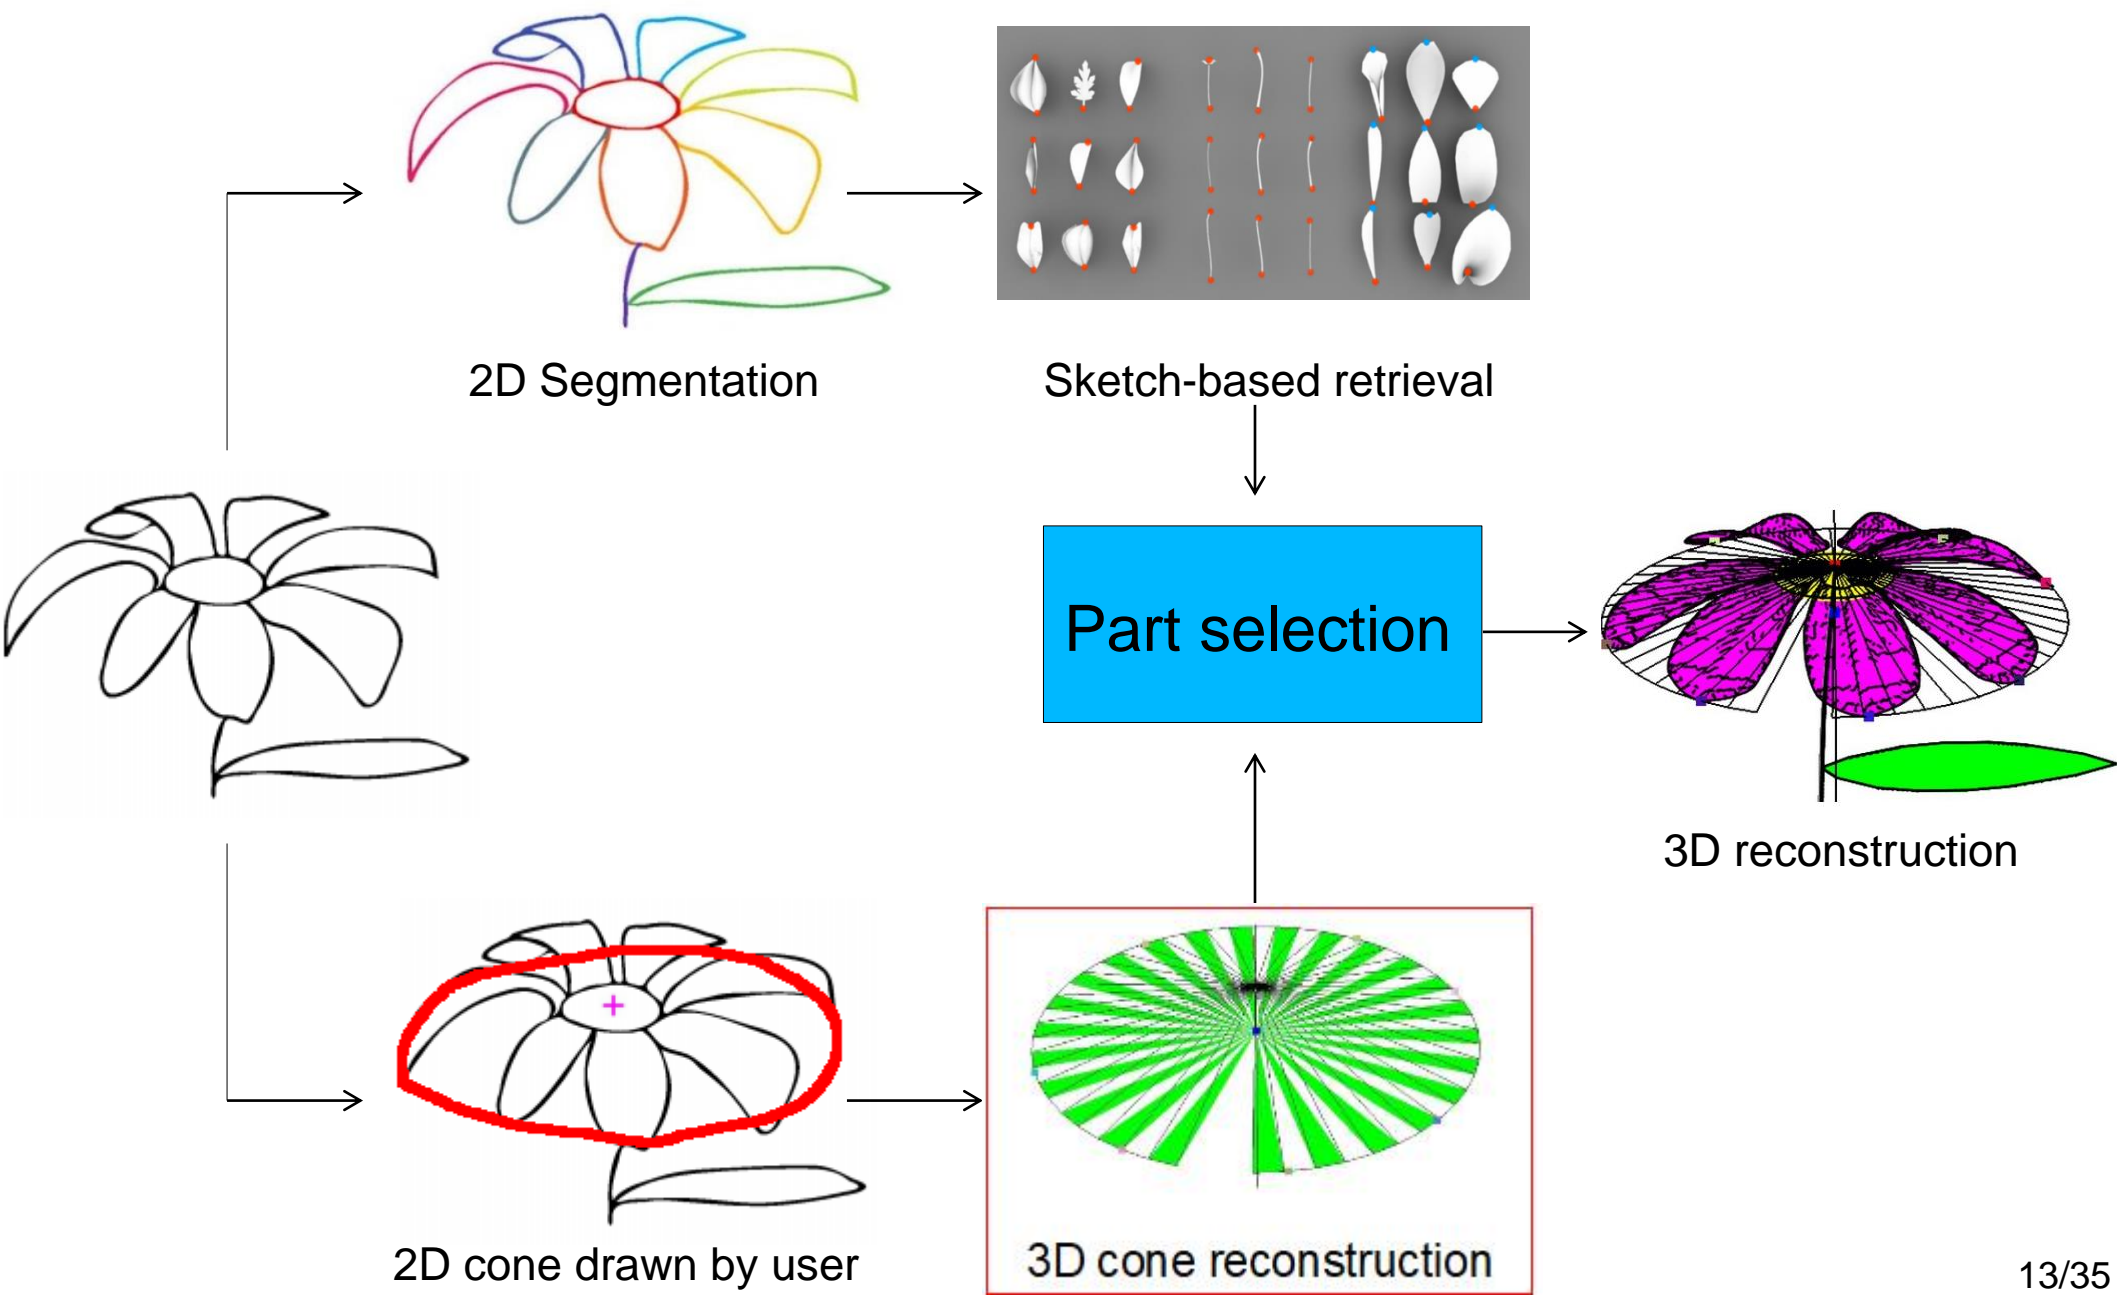 2D Segmentation
Sketch-based retrieval
Part selection
3D reconstruction
2D cone drawn by user
3D cone reconstruction
13/35